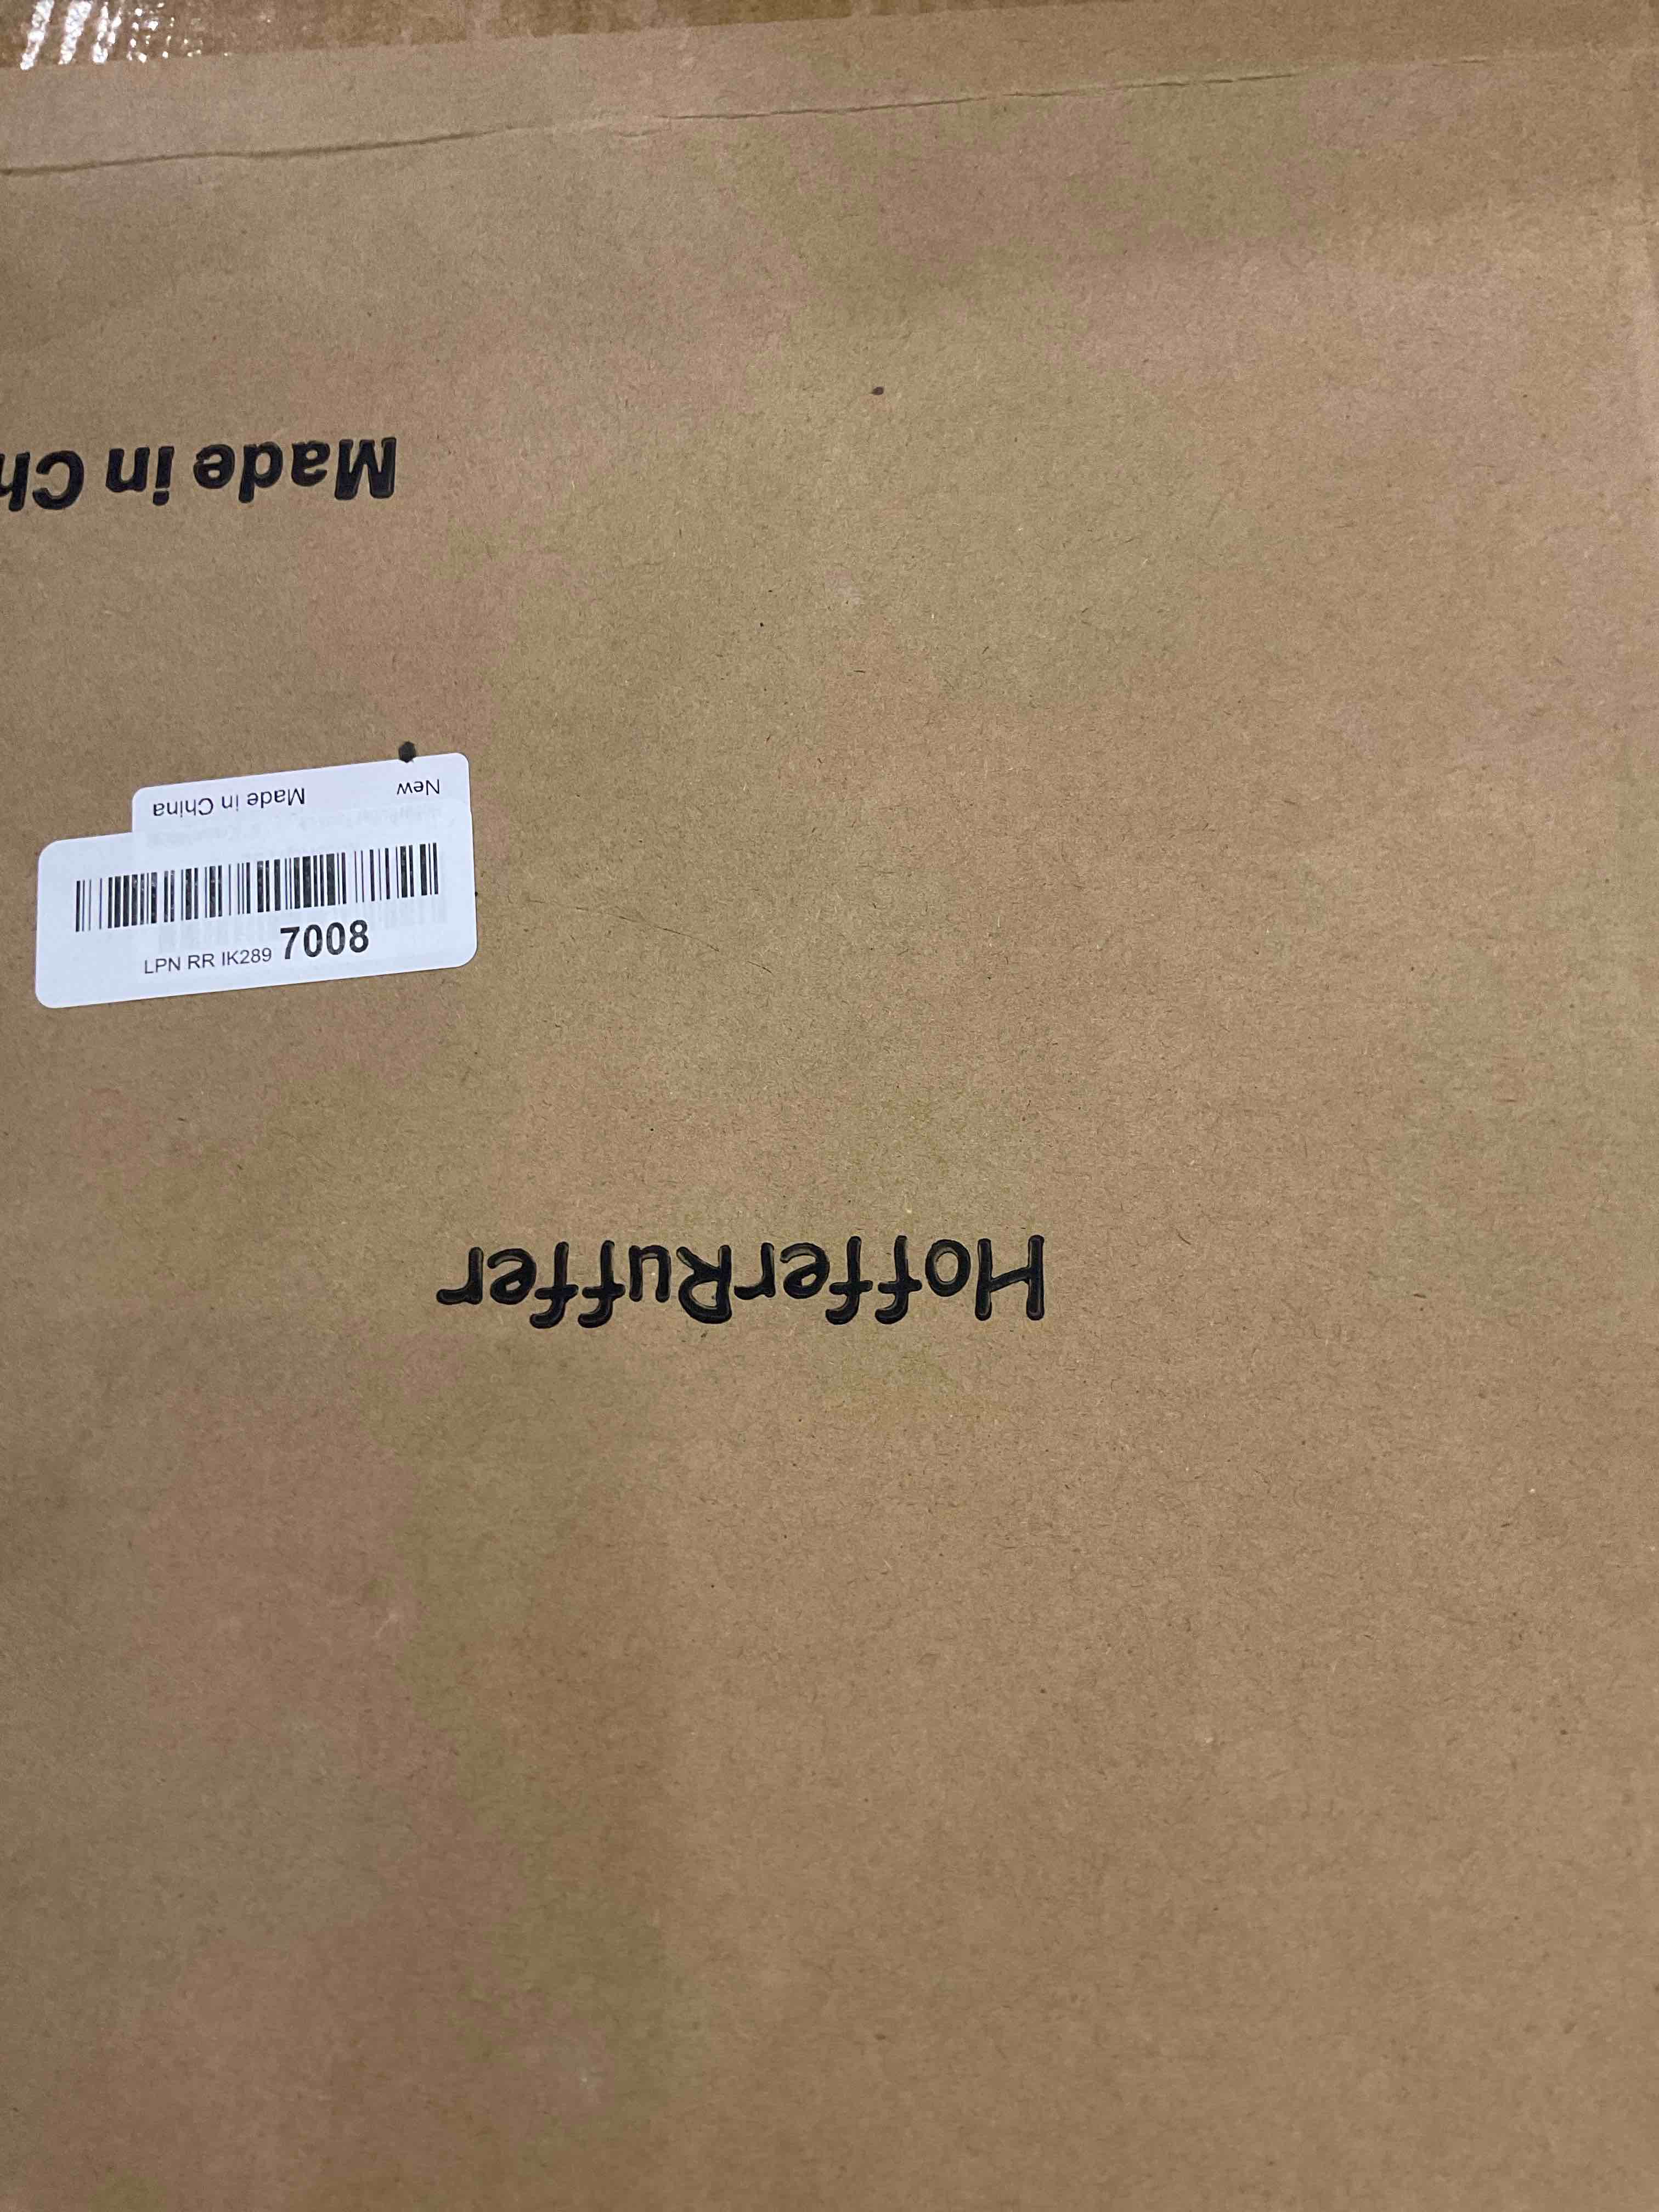 Made in Ch
New Made in China
LPN RR IK289 7008
HofferRuffer